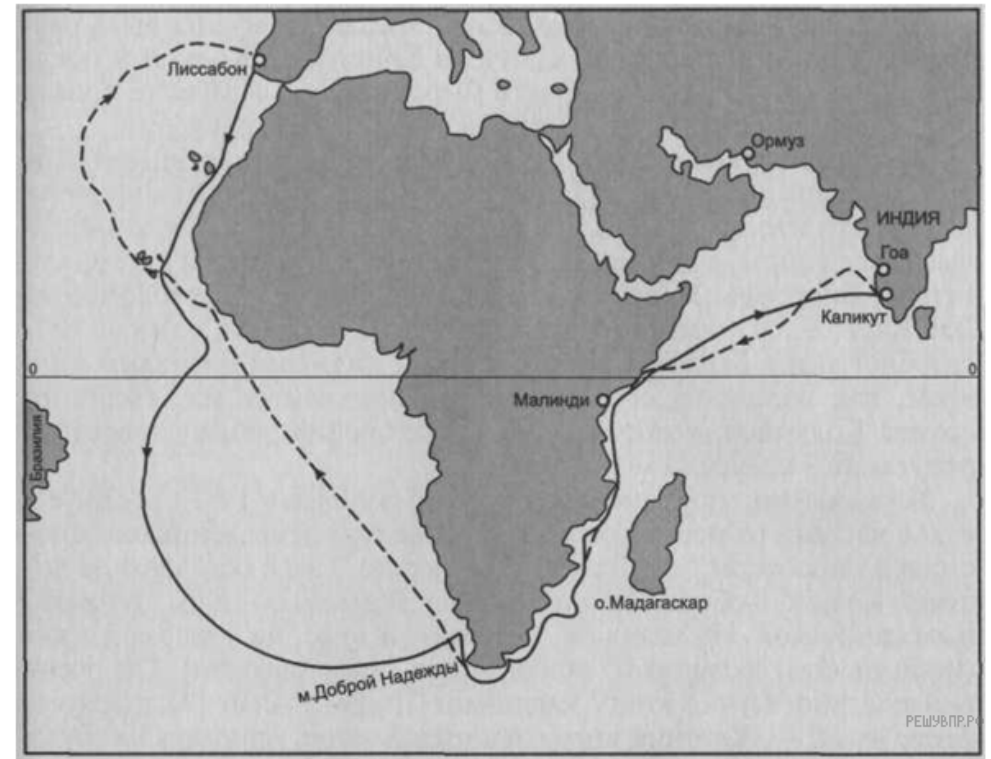 Лиссабон
Ормуз
ИНДИЯ
Гоа
Каликут
0
0
Малинди
Бразилия
о.Мадагаскар
м.Доброй Надежды
РЕШУВПР.РФ